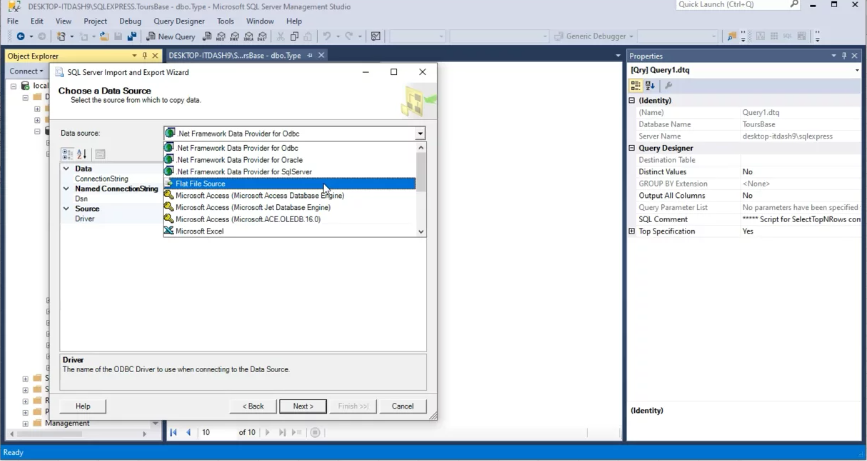 DESKTOP-ITDASH9\SQLEXPRESS.ToursBase - dbo.Type - Microsoft SQL Server Management Studio
Quick Launch (Ctrl+Q)
File Edit View Project Debug Query Designer Tools Window Help
New Query
Generic Debugger
Object Explorer
DESKTOP-ITDASH9\S...rsBase - dbo.Type
Properties
Connect
local
SQL Server Import and Export Wizard
[Qry] Query1.dtq
Choose a Data Source
Select the source from which to copy data.
Data source:
.Net Framework Data Provider for Odbc
.Net Framework Data Provider for Odbc
.Net Framework Data Provider for Oracle
.Net Framework Data Provider for SqlServer
Flat File Source
Microsoft Access (Microsoft Access Database Engine)
Microsoft Access (Microsoft Jet Database Engine)
Microsoft Access (Microsoft.ACE.OLEDB.16.0)
Microsoft Excel
Data
ConnectionString
Named ConnectionString
Dsn
Source
Driver
Driver
The name of the ODBC Driver to use when connecting to the Data Source.
Help
< Back
Next >
Finish >>|
Cancel
Management
10 of 10
(Identity)
(Name) Query1.dtq
Database Name ToursBase
Server Name desktop-itdash9\sqlexpress
Query Designer
Destination Table
Distinct Values No
GROUP BY Extension <None>
Output All Columns No
Query Parameter List No parameters have been specified
SQL Comment ***** Script for SelectTopNRows con
Top Specification Yes
(Identity)
Ready